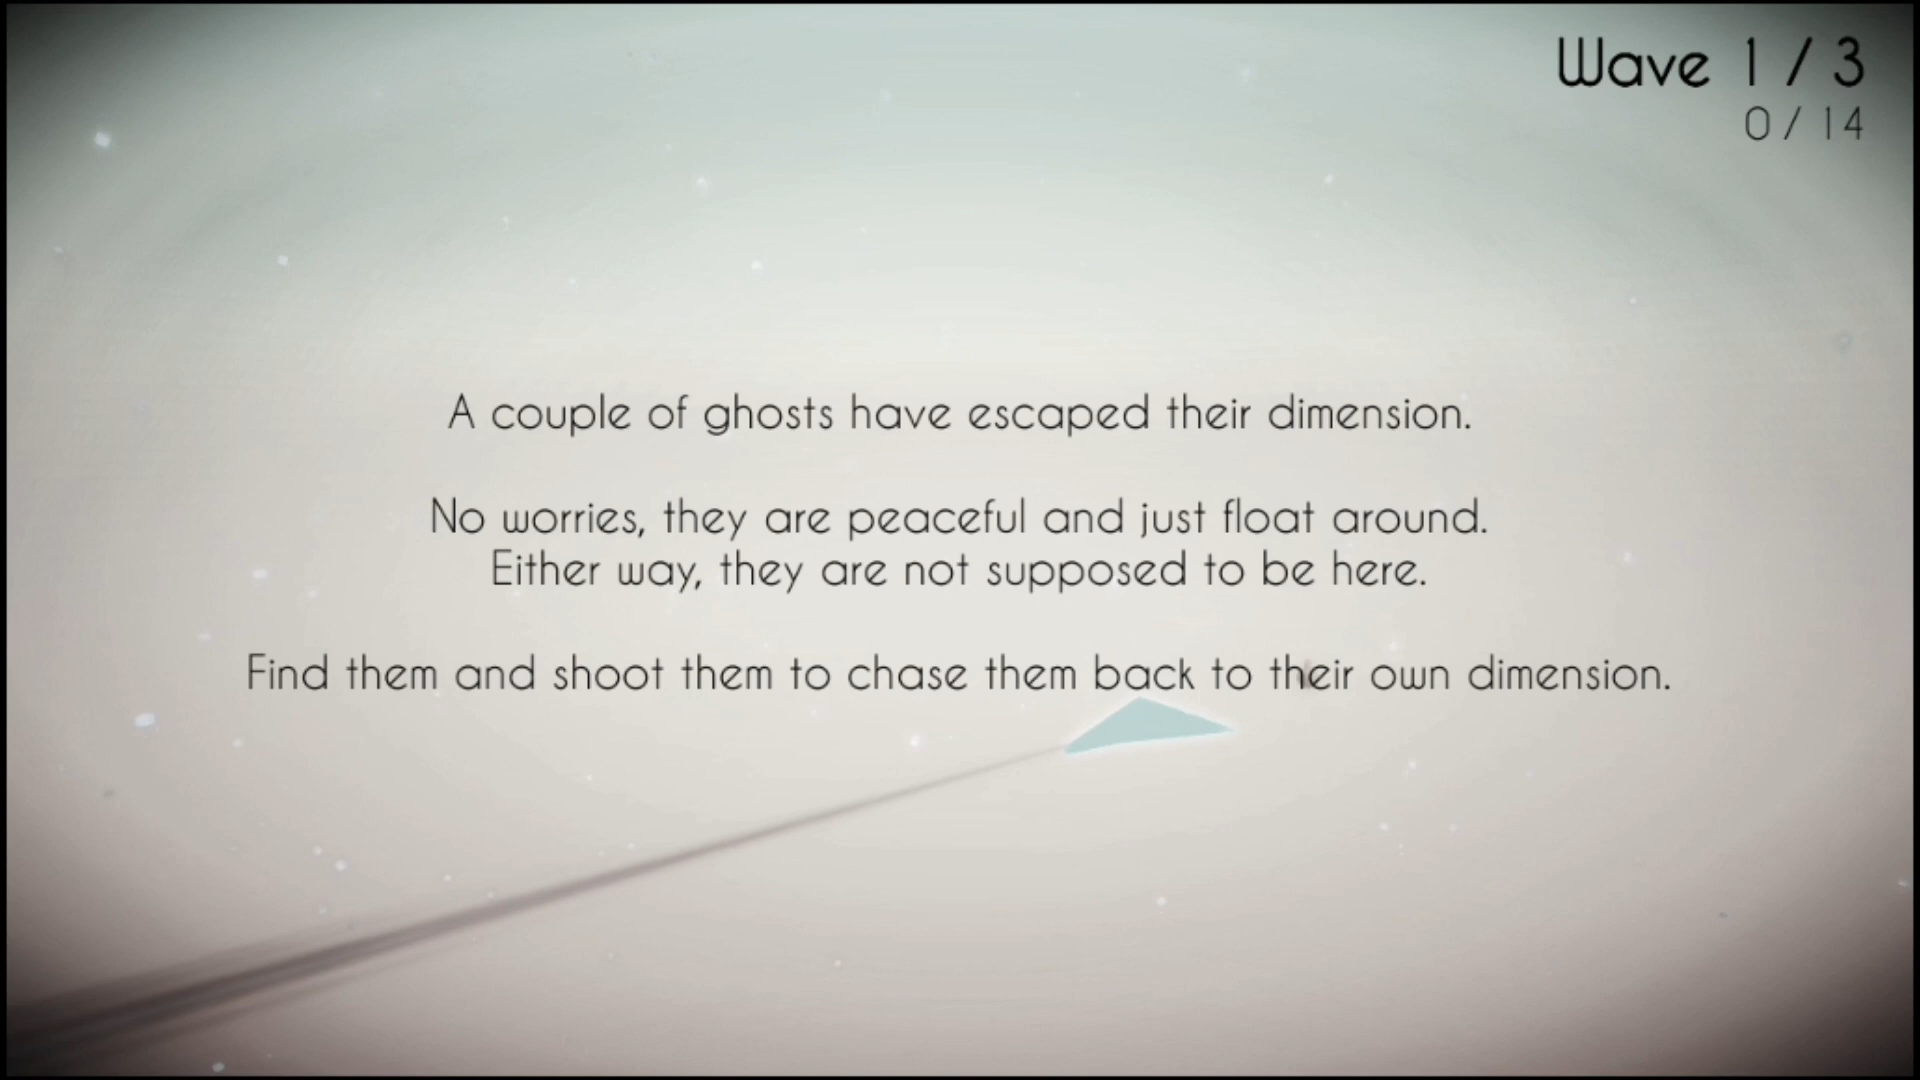 Wave 1 / 3
0 / 14
A couple of ghosts have escaped their dimension.
No worries, they are peaceful and just float around.
Either way, they are not supposed to be here.
Find them and shoot them to chase them back to their own dimension.